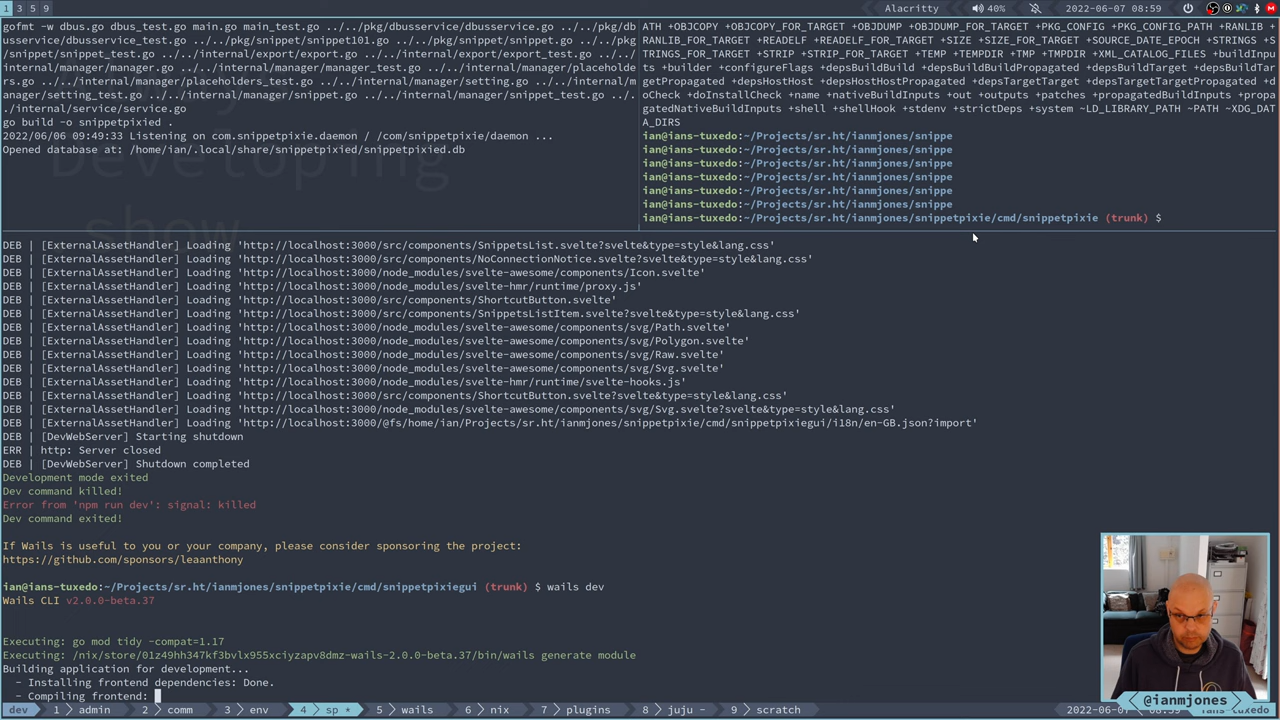 1 3 5 9
Alacritty
40%
2022-06-07 08:59
gofmt -w dbus.go dbus_test.go main.go main_test.go ../../pkg/dbusservice/dbusservice.go ../../pkg
/dbusservice/dbusservice_test.go ../../pkg/snippet/snippet101.go ../../pkg/snippet/snippet.go ../../pkg
/snippet/snippet_test.go ../../internal/export/export.go ../../internal/export/export_test.go ../
../internal/manager/manager.go ../../internal/manager/manager_test.go ../../internal/manager/placeholde
rs.go ../../internal/manager/placeholders_test.go ../../internal/manager/setting.go ../../internal/m
anager/setting_test.go ../../internal/manager/snippet.go ../../internal/manager/snippet_test.go ../..
./internal/service/service.go
go build -o snippetpixied .
2022/06/06 09:49:33 Listening on com.snippetpixie.daemon / /com/snippetpixie/daemon ...
Opened database at: /home/ian/.local/share/snippetpixied/snippetpixied.db
Developing
show
ATH +OBJCOPY +OBJCOPY_FOR_TARGET +OBJDUMP +OBJDUMP_FOR_TARGET +PKG_CONFIG +PKG_CONFIG_PATH +RANLIB +
RANLIB_FOR_TARGET +READELF +READELF_FOR_TARGET +SIZE +SIZE_FOR_TARGET +SOURCE_DATE_EPOCH +STRINGS +S
TRINGS_FOR_TARGET +STRIP +STRIP_FOR_TARGET +TEMP +TEMPDIR +TMP +TMPDIR +XML_CATALOG_FILES +buildInput
s +builder +configureFlags +depsBuildBuild +depsBuildBuildPropagated +depsBuildTarget +depsBuildTar
getPropagated +depsHostHost +depsHostHostPropagated +depsTargetTarget +depsTargetTargetPropagated +d
oCheck +doInstallCheck +name +nativeBuildInputs +out +outputs +patches +propagatedBuildInputs +propa
gatedNativeBuildInputs +shell +shellHook +stdenv +strictDeps +system ~LD_LIBRARY_PATH ~PATH ~XDG_DAT
A_DIRS
ian@ians-tuxedo:~/Projects/sr.ht/ianmjones/snippe
ian@ians-tuxedo:~/Projects/sr.ht/ianmjones/snippe
ian@ians-tuxedo:~/Projects/sr.ht/ianmjones/snippe
ian@ians-tuxedo:~/Projects/sr.ht/ianmjones/snippe
ian@ians-tuxedo:~/Projects/sr.ht/ianmjones/snippe
ian@ians-tuxedo:~/Projects/sr.ht/ianmjones/snippe
ian@ians-tuxedo:~/Projects/sr.ht/ianmjones/snippetpixie/cmd/snippetpixie (trunk) $
DEB | [ExternalAssetHandler] Loading 'http://localhost:3000/src/components/SnippetsList.svelte?svelte&type=style&lang.css'
DEB | [ExternalAssetHandler] Loading 'http://localhost:3000/src/components/NoConnectionNotice.svelte?svelte&type=style&lang.css'
DEB | [ExternalAssetHandler] Loading 'http://localhost:3000/node_modules/svelte-awesome/components/Icon.svelte'
DEB | [ExternalAssetHandler] Loading 'http://localhost:3000/node_modules/svelte-hmr/runtime/proxy.js'
DEB | [ExternalAssetHandler] Loading 'http://localhost:3000/src/components/ShortcutButton.svelte'
DEB | [ExternalAssetHandler] Loading 'http://localhost:3000/src/components/SnippetsListItem.svelte?svelte&type=style&lang.css'
DEB | [ExternalAssetHandler] Loading 'http://localhost:3000/node_modules/svelte-awesome/components/svg/Path.svelte'
DEB | [ExternalAssetHandler] Loading 'http://localhost:3000/node_modules/svelte-awesome/components/svg/Polygon.svelte'
DEB | [ExternalAssetHandler] Loading 'http://localhost:3000/node_modules/svelte-awesome/components/svg/Raw.svelte'
DEB | [ExternalAssetHandler] Loading 'http://localhost:3000/node_modules/svelte-awesome/components/svg/Svg.svelte'
DEB | [ExternalAssetHandler] Loading 'http://localhost:3000/node_modules/svelte-hmr/runtime/svelte-hooks.js'
DEB | [ExternalAssetHandler] Loading 'http://localhost:3000/src/components/ShortcutButton.svelte?svelte&type=style&lang.css'
DEB | [ExternalAssetHandler] Loading 'http://localhost:3000/node_modules/svelte-awesome/components/svg/Svg.svelte?svelte&type=style&lang.css'
DEB | [ExternalAssetHandler] Loading 'http://localhost:3000/@fs/home/ian/Projects/sr.ht/ianmjones/snippetpixie/cmd/snippetpixiegui/i18n/en-GB.json?import'
DEB | [DevWebServer] Starting shutdown
ERR | http: Server closed
DEB | [DevWebServer] Shutdown completed
Development mode exited
Dev command killed!
Error from 'npm run dev': signal: killed
Dev command exited!
If Wails is useful to you or your company, please consider sponsoring the project:
https://github.com/sponsors/leaanthony
ian@ians-tuxedo:~/Projects/sr.ht/ianmjones/snippetpixie/cmd/snippetpixiegui (trunk) $ wails dev
Wails CLI v2.0.0-beta.37
Executing: go mod tidy -compat=1.17
Executing: /nix/store/01z49hh347kf3bvlx955xciyzapv8dmz-wails-2.0.0-beta.37/bin/wails generate module
Building application for development...
- Installing frontend dependencies: Done.
- Compiling frontend:
@ianmjones
dev 1 admin 2 comm 3 env 4 sp * 5 wails 6 nix 7 plugins 8 juju - 9 scratch 2022-06-07